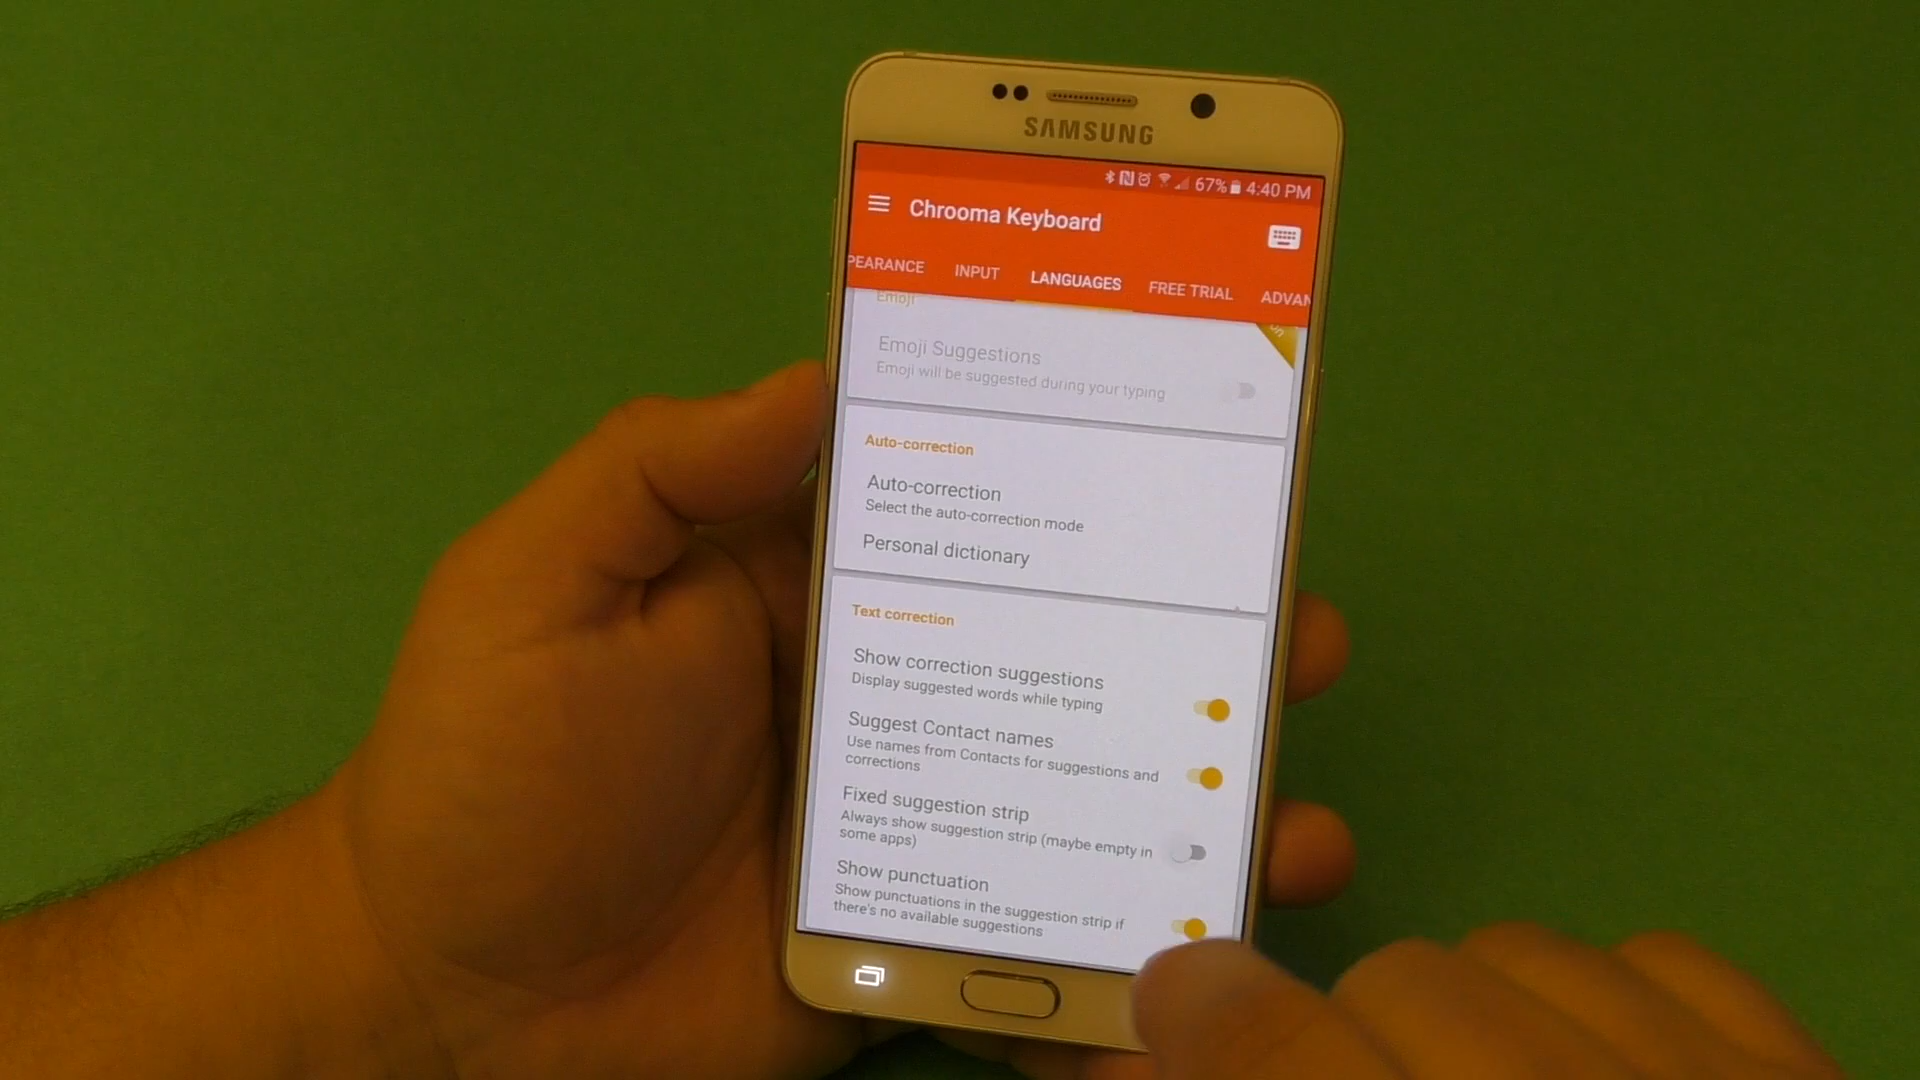 SAMSUNG
67% 4:40 PM
Chrooma Keyboard
PEARANCE INPUT LANGUAGES FREE TRIAL ADVAN
Emoji
Emoji Suggestions
Emoji will be suggested during your typing
Auto-correction
Auto-correction
Select the auto-correction mode
Personal dictionary
Text correction
Show correction suggestions
Display suggested words while typing
Suggest Contact names
Use names from Contacts for suggestions and
corrections
Fixed suggestion strip
Always show suggestion strip (maybe empty in
some apps)
Show punctuation
Show punctuations in the suggestion strip if
there's no available suggestions